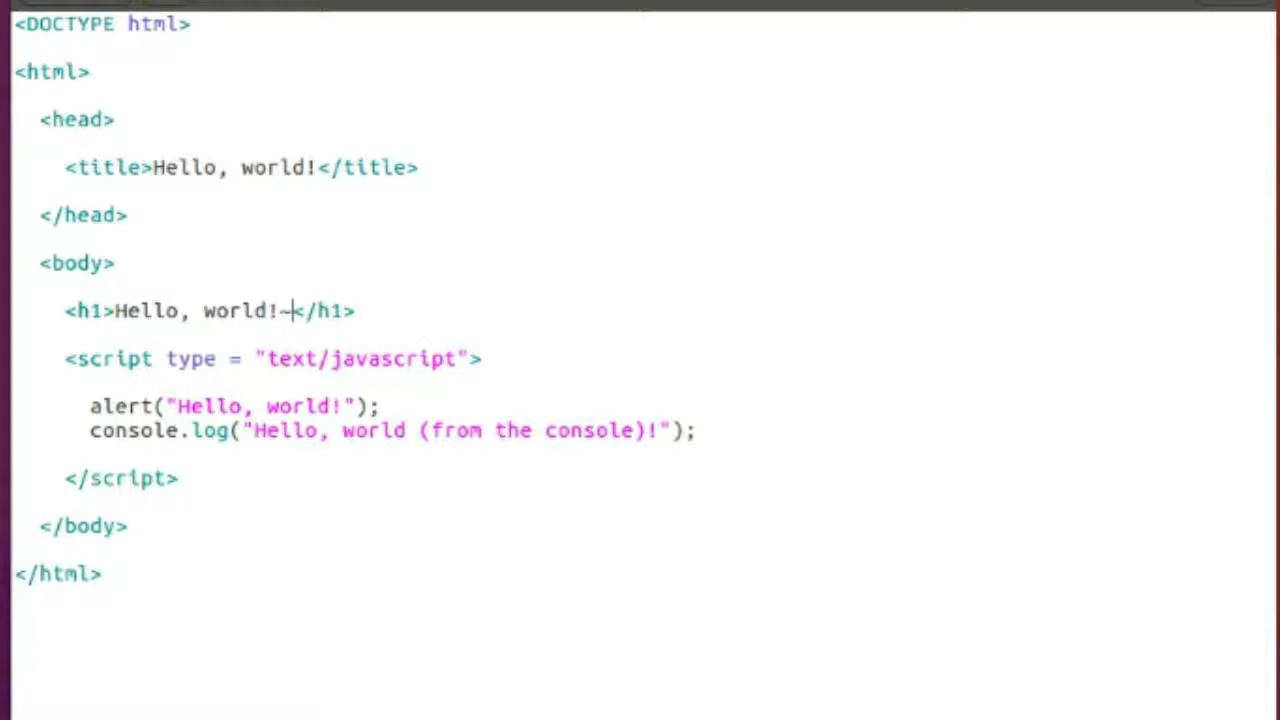 <DOCTYPE html>
<html>
<head>
<title>Hello, world!</title>
</head>
<body>
<h1>Hello, world!~</h1>
<script type = "text/javascript">
alert("Hello, world!");
console.log("Hello, world (from the console)!");
</script>
</body>
</html>